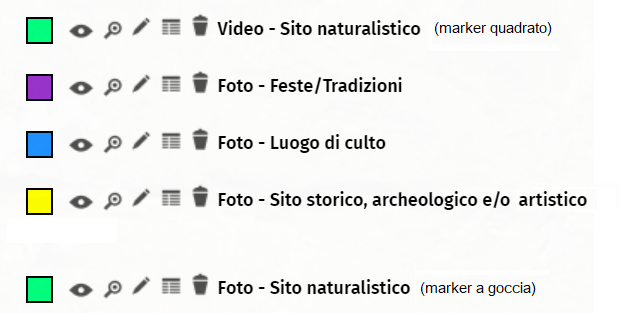 Video - Sito naturalistico (marker quadrato)
Foto - Feste/Tradizioni
Foto - Luogo di culto
Foto - Sito storico, archeologico e/o artistico
Foto - Sito naturalistico (marker a goccia)